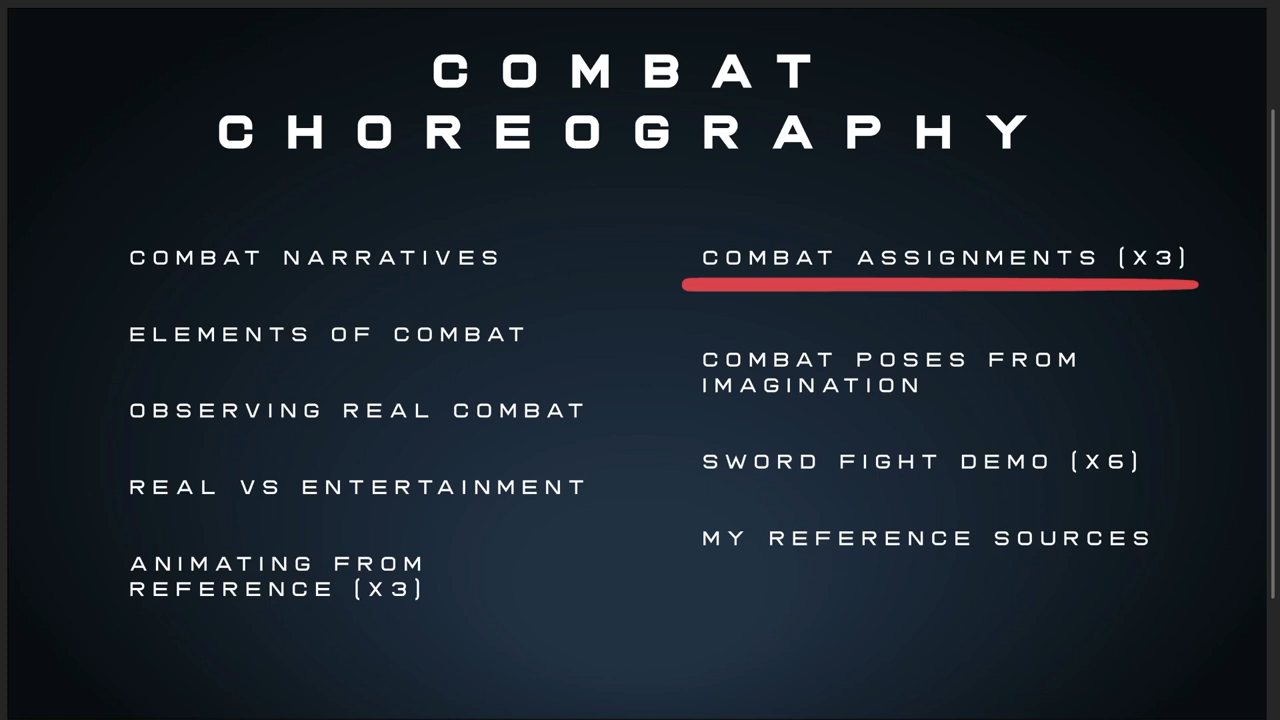 COMBAT
CHOREOGRAPHY
COMBAT NARRATIVES
ELEMENTS OF COMBAT
OBSERVING REAL COMBAT
REAL VS ENTERTAINMENT
ANIMATING FROM
REFERENCE (X3)
COMBAT ASSIGNMENTS (X3)
COMBAT POSES FROM
IMAGINATION
SWORD FIGHT DEMO (X6)
MY REFERENCE SOURCES